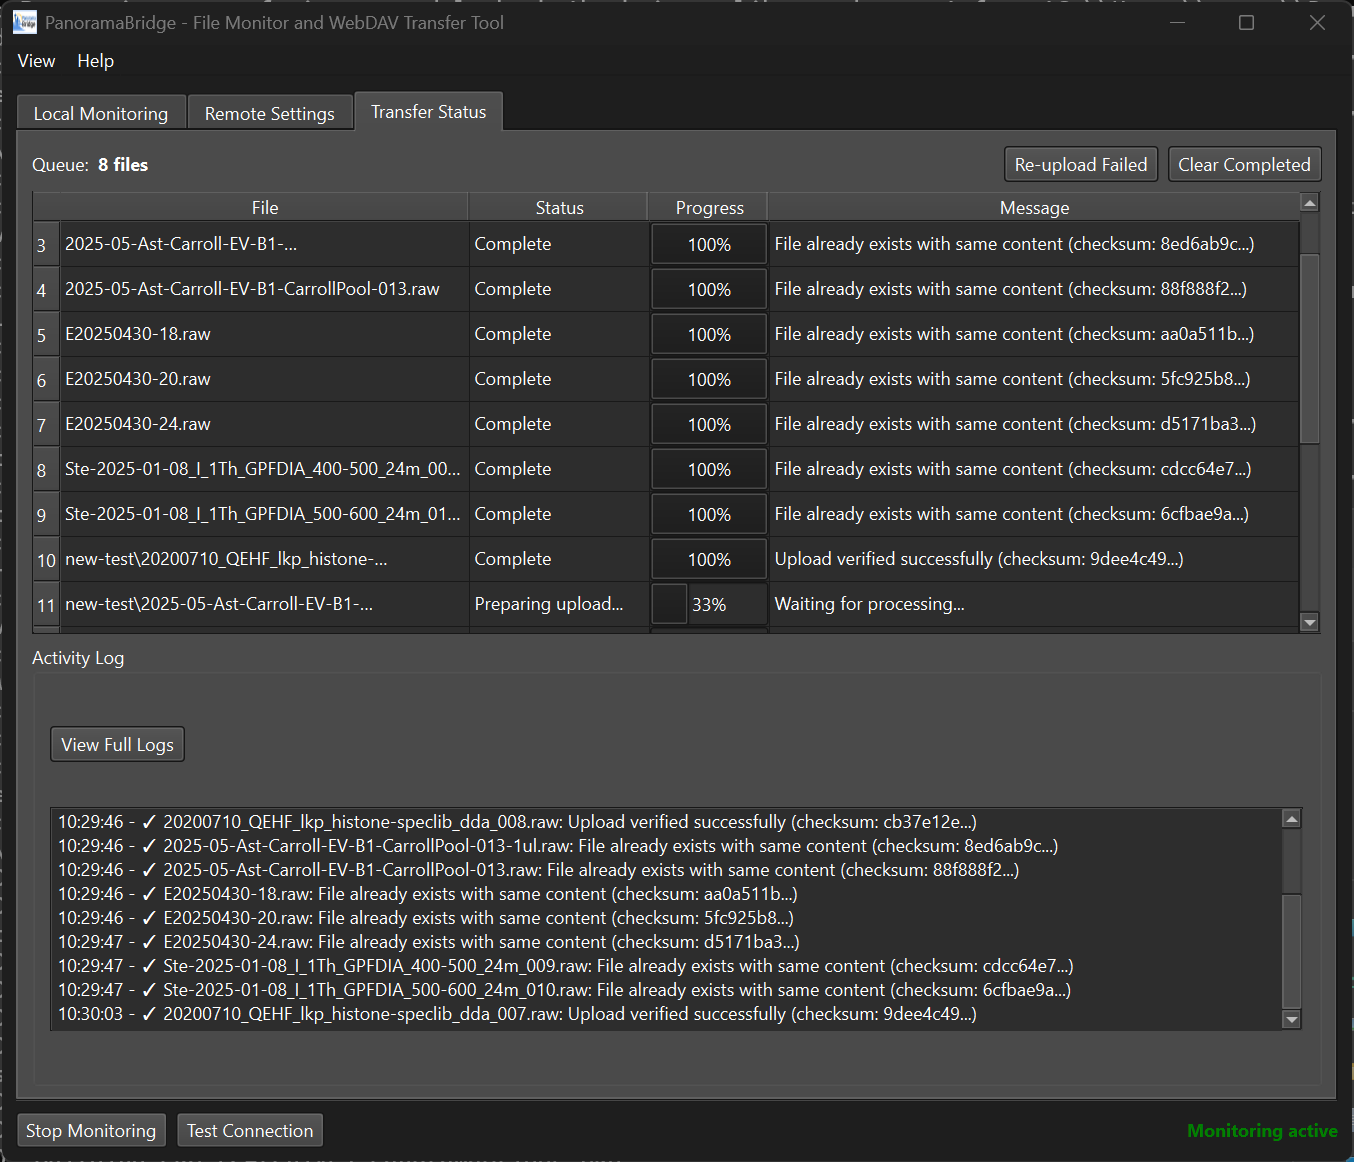 PanoramaBridge - File Monitor and WebDAV Transfer Tool
View Help
Local Monitoring Remote Settings Transfer Status
Queue: 8 files Re-upload Failed Clear Completed
File Status Progress Message
3 2025-05-Ast-Carroll-EV-B1-... Complete 100% File already exists with same content (checksum: 8ed6ab9c...)
4 2025-05-Ast-Carroll-EV-B1-CarrollPool-013.raw Complete 100% File already exists with same content (checksum: 88f888f2...)
5 E20250430-18.raw Complete 100% File already exists with same content (checksum: aa0a511b...)
6 E20250430-20.raw Complete 100% File already exists with same content (checksum: 5fc925b8...)
7 E20250430-24.raw Complete 100% File already exists with same content (checksum: d5171ba3...)
8 Ste-2025-01-08_I_1Th_GPFDIA_400-500_24m_00... Complete 100% File already exists with same content (checksum: cdcc64e7...)
9 Ste-2025-01-08_I_1Th_GPFDIA_500-600_24m_01... Complete 100% File already exists with same content (checksum: 6cfbae9a...)
10 new-test\20200710_QEHF_lkp_histone-... Complete 100% Upload verified successfully (checksum: 9dee4c49...)
11 new-test\2025-05-Ast-Carroll-EV-B1-... Preparing upload... 33% Waiting for processing...
Activity Log
View Full Logs
10:29:46 - ✓ 20200710_QEHF_lkp_histone-speclib_dda_008.raw: Upload verified successfully (checksum: cb37e12e...)
10:29:46 - ✓ 2025-05-Ast-Carroll-EV-B1-CarrollPool-013-1ul.raw: File already exists with same content (checksum: 8ed6ab9c...)
10:29:46 - ✓ 2025-05-Ast-Carroll-EV-B1-CarrollPool-013.raw: File already exists with same content (checksum: 88f888f2...)
10:29:46 - ✓ E20250430-18.raw: File already exists with same content (checksum: aa0a511b...)
10:29:46 - ✓ E20250430-20.raw: File already exists with same content (checksum: 5fc925b8...)
10:29:47 - ✓ E20250430-24.raw: File already exists with same content (checksum: d5171ba3...)
10:29:47 - ✓ Ste-2025-01-08_I_1Th_GPFDIA_400-500_24m_009.raw: File already exists with same content (checksum: cdcc64e7...)
10:29:47 - ✓ Ste-2025-01-08_I_1Th_GPFDIA_500-600_24m_010.raw: File already exists with same content (checksum: 6cfbae9a...)
10:30:03 - ✓ 20200710_QEHF_lkp_histone-speclib_dda_007.raw: Upload verified successfully (checksum: 9dee4c49...)
Stop Monitoring Test Connection Monitoring active